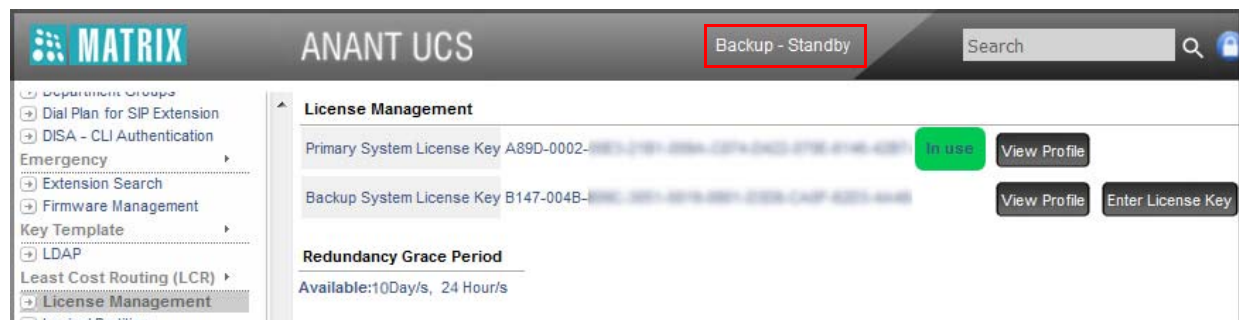 MATRIX ANANT UCS Backup - Standby Search
Department Groups
Dial Plan for SIP Extension
DISA - CLI Authentication
Emergency
Extension Search
Firmware Management
Key Template
LDAP
Least Cost Routing (LCR)
License Management
License Management
Primary System License Key A89D-0002- In use View Profile
Backup System License Key B147-004B- View Profile Enter License Key
Redundancy Grace Period
Available:10Day/s, 24 Hour/s